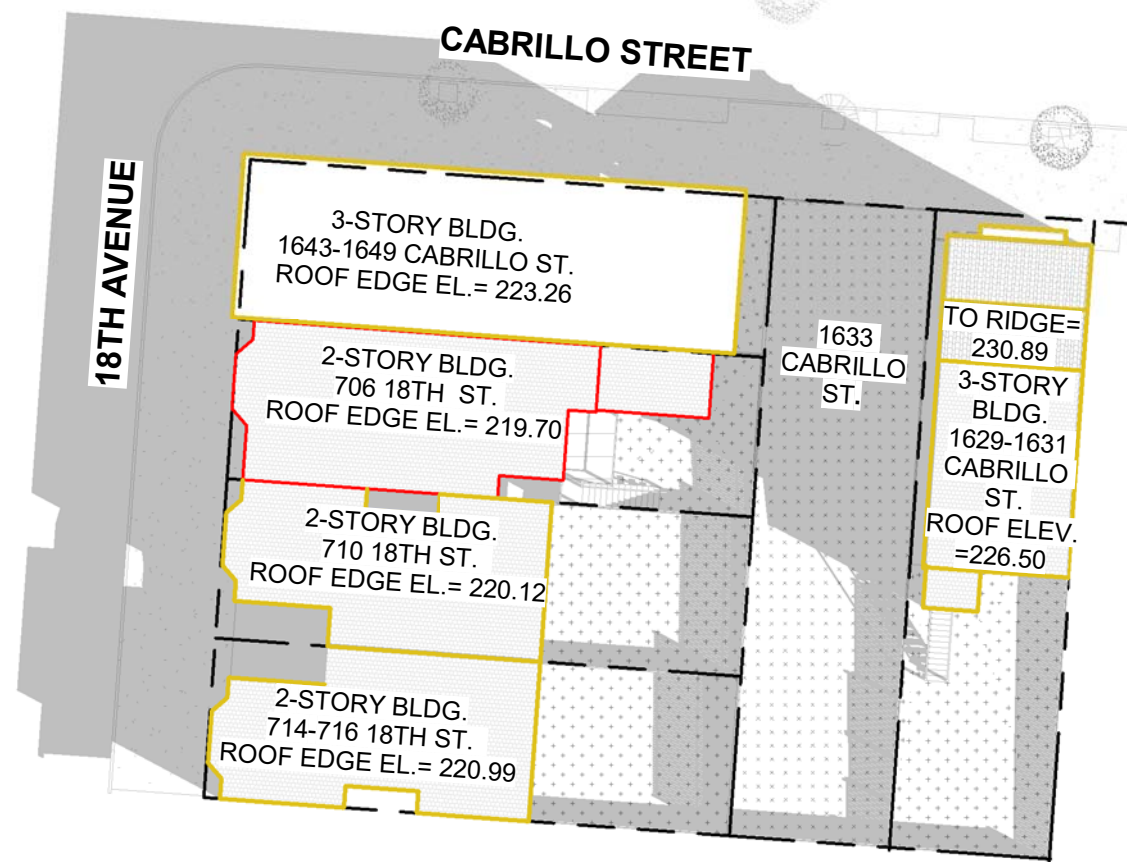 CABRILLO STREET
18TH AVENUE
3-STORY BLDG.
1643-1649 CABRILLO ST.
ROOF EDGE EL.= 223.26
2-STORY BLDG.
706 18TH ST.
ROOF EDGE EL.= 219.70
2-STORY BLDG.
710 18TH ST.
ROOF EDGE EL.= 220.12
2-STORY BLDG.
714-716 18TH ST.
ROOF EDGE EL.= 220.99
1633
CABRILLO
ST.
TO RIDGE=
230.89
3-STORY
BLDG.
1629-1631
CABRILLO
ST.
ROOF ELEV.
=226.50